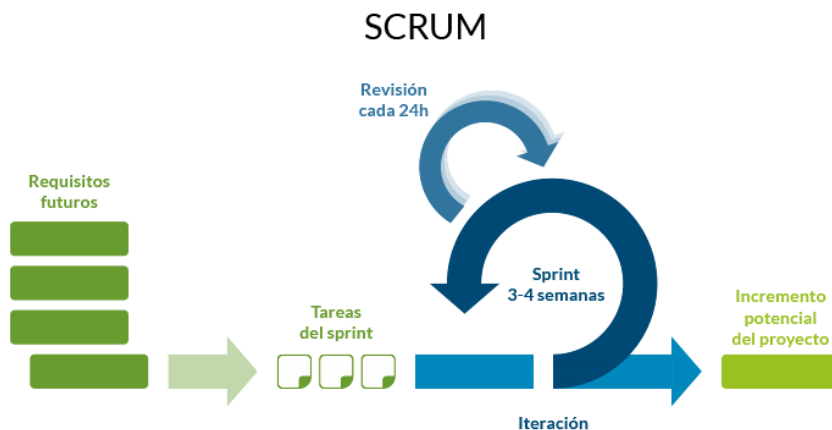 SCRUM
Revisión
cada 24h
Requisitos
futuros
Tareas
del sprint
Sprint
3-4 semanas
Incremento
potencial
del proyecto
Iteración